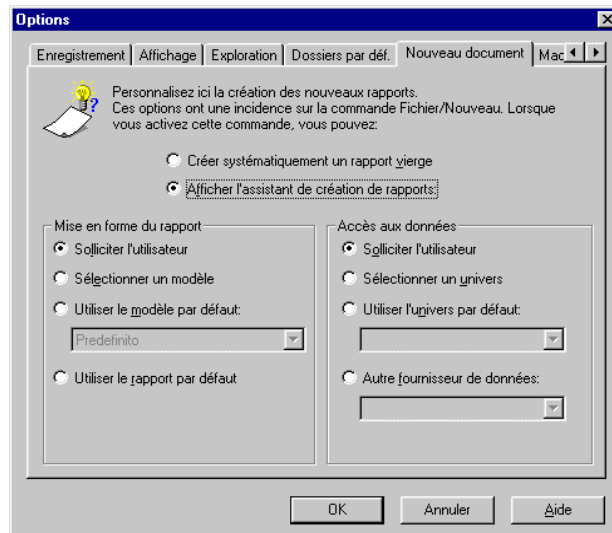 Options
Enregistrement Affichage Exploration Dossiers par déf. Nouveau document Mac
Personnalisez ici la création des nouveaux rapports.
Ces options ont une incidence sur la commande Fichier/Nouveau. Lorsque
vous activez cette commande, vous pouvez:
Créer systématiquement un rapport vierge
Afficher l'assistant de création de rapports:
Mise en forme du rapport
Solliciter l'utilisateur
Sélectionner un modèle
Utiliser le modèle par défaut:
Predefinito
Utiliser le rapport par défaut
Accès aux données
Solliciter l'utilisateur
Sélectionner un univers
Utiliser l'univers par défaut:
Autre fournisseur de données:
OK Annuler Aide